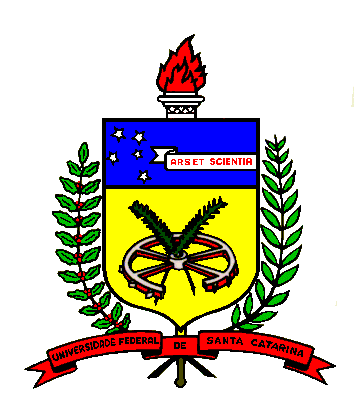 ARS ET SCIENTIA
UNIVERSIDADE FEDERAL DE SANTA CATARINA